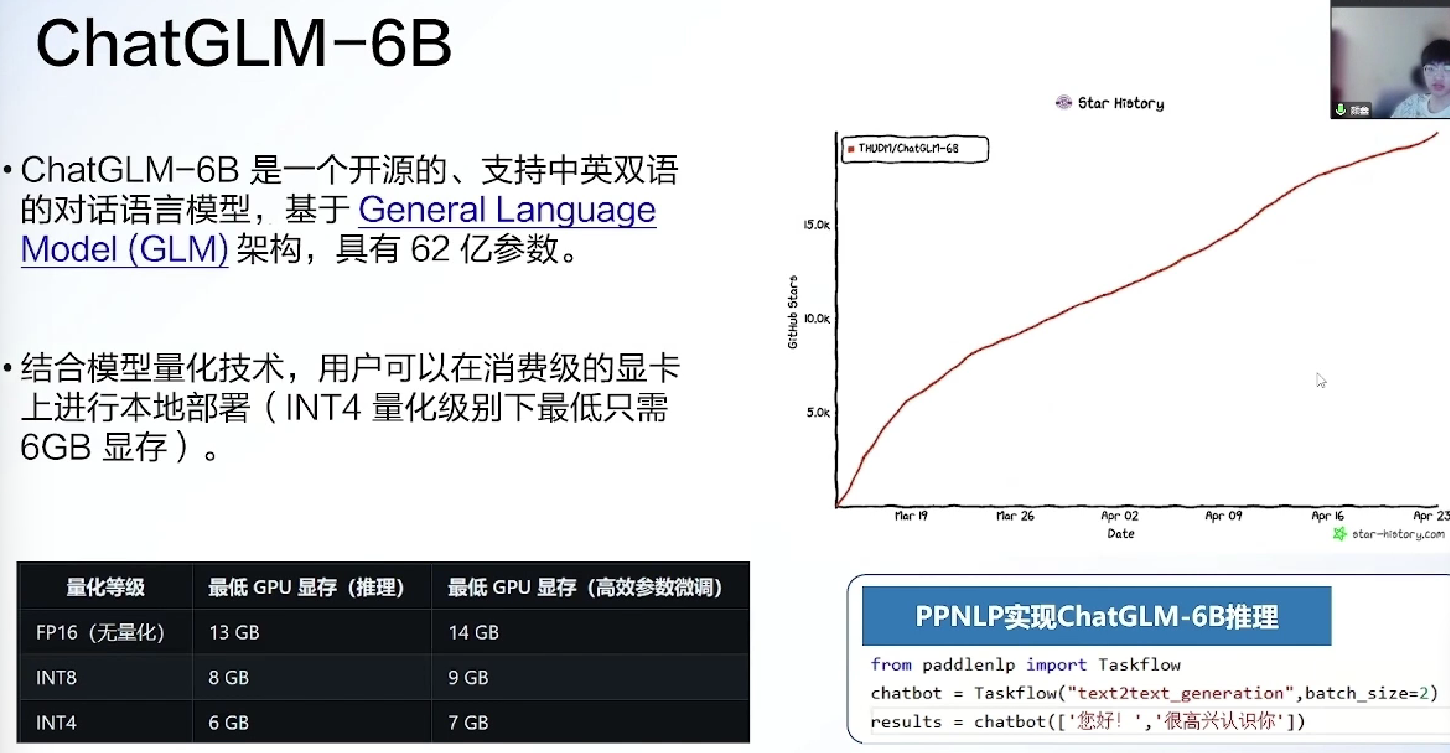 ChatGLM-6B
• ChatGLM-6B 是一个开源的、支持中英双语
的对话语言模型，基于 General Language
Model (GLM) 架构，具有 62 亿参数。
• 结合模型量化技术，用户可以在消费级的显卡
上进行本地部署（INT4 量化级别下最低只需
6GB 显存）。
量化等级 最低 GPU 显存（推理） 最低 GPU 显存（高效参数微调）
FP16（无量化） 13 GB 14 GB
INT8 8 GB 9 GB
INT4 6 GB 7 GB
Star History
THUDM/ChatGLM-6B
GitHub Stars
15.0k
10.0k
5.0k
Mar 19 Mar 26 Apr 02 Apr 09 Apr 16 Apr 23
Date
star-history.com
PPNLP实现ChatGLM-6B推理
from paddlenlp import Taskflow
chatbot = Taskflow("text2text_generation",batch_size=2)
results = chatbot(['您好！','很高兴认识你'])